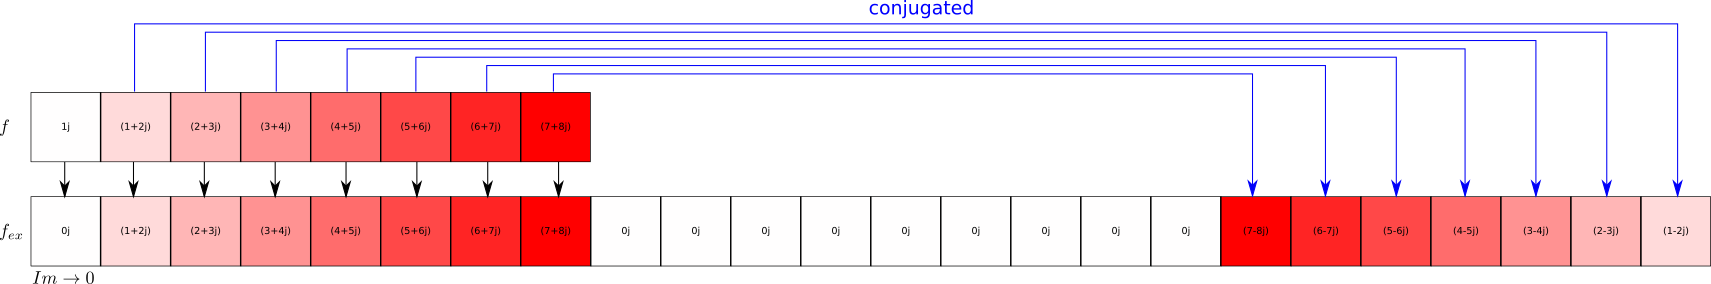 conjugated
f 1j (1+2j) (2+3j) (3+4j) (4+5j) (5+6j) (6+7j) (7+8j)
f_{ex} 0j (1+2j) (2+3j) (3+4j) (4+5j) (5+6j) (6+7j) (7+8j) 0j 0j 0j 0j 0j 0j 0j 0j 0j (7-8j) (6-7j) (5-6j) (4-5j) (3-4j) (2-3j) (1-2j)
Im → 0